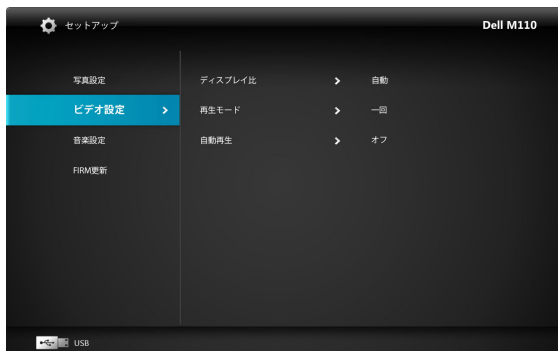 セットアップ Dell M110
写真設定 ディスプレイ比 自動
ビデオ設定 再生モード 一回
音楽設定 自動再生 オフ
FIRM更新
USB